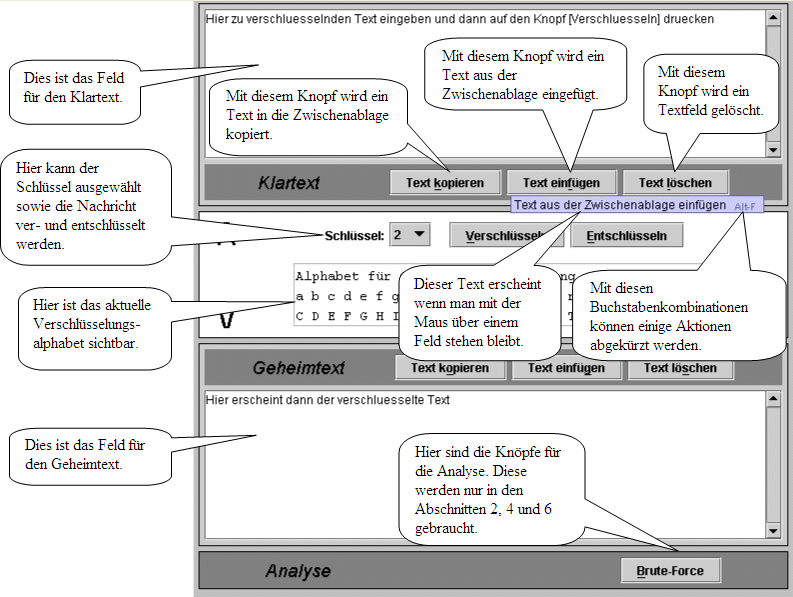 Hier zu verschluesselnden Text eingeben und dann auf den Knopf [Verschluesseln] druecken
Dies ist das Feld
für den Klartext.
Mit diesem Knopf wird ein
Text in die Zwischenablage
kopiert.
Mit diesem Knopf wird ein
Text aus der
Zwischenablage eingefügt.
Mit diesem
Knopf wird ein
Textfeld gelöscht.
Klartext
Text kopieren
Text einfügen
Text löschen
Text aus der Zwischenablage einfügen Alt-F
Hier kann der
Schlüssel ausgewählt
sowie die Nachricht
ver- und entschlüsselt
werden.
Schlüssel: 2
Entschlüsseln
Alphabet für
a b c d e f g
C D E F G H I
V
Hier ist das aktuelle
Verschlüsselungs-
alphabet sichtbar.
Dieser Text erscheint
wenn man mit der
Maus über einem
Feld stehen bleibt.
Mit diesen
Buchstabenkombinationen
können einige Aktionen
abgekürzt werden.
Geheimtext
Text kopieren
Text einfügen
Text löschen
Hier erscheint dann der verschluesselte Text
Dies ist das Feld für
den Geheimtext.
Hier sind die Knöpfe für
die Analyse. Diese
werden nur in den
Abschnitten 2, 4 und 6
gebraucht.
Analyse
Brute-Force